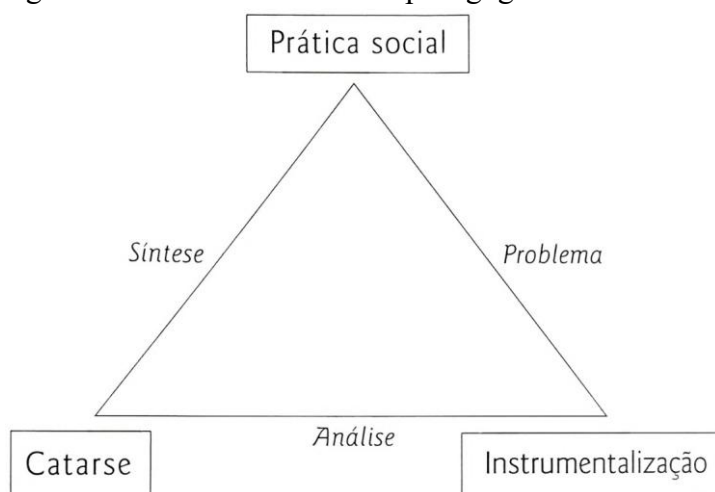 Prática social
Síntese
Problema
Análise
Catarse
Instrumentalização